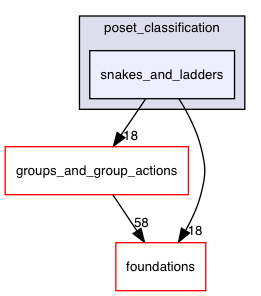 poset_classification
snakes_and_ladders
18
groups_and_group_actions
58
18
foundations